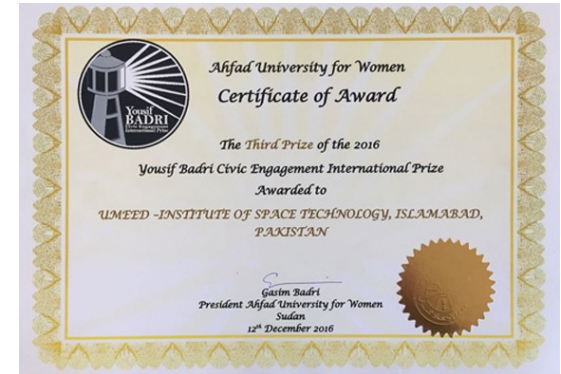 Yousif
BADRI
Civic Engagement
International Prize
Ahfad University for Women
Certificate of Award
The Third Prize of the 2016
Yousif Badri Civic Engagement International Prize
Awarded to
UMEED -INSTITUTE OF SPACE TECHNOLOGY, ISLAMABAD,
PAKISTAN
Gasim Badri
President Ahfad University for Women
Sudan
12th December 2016